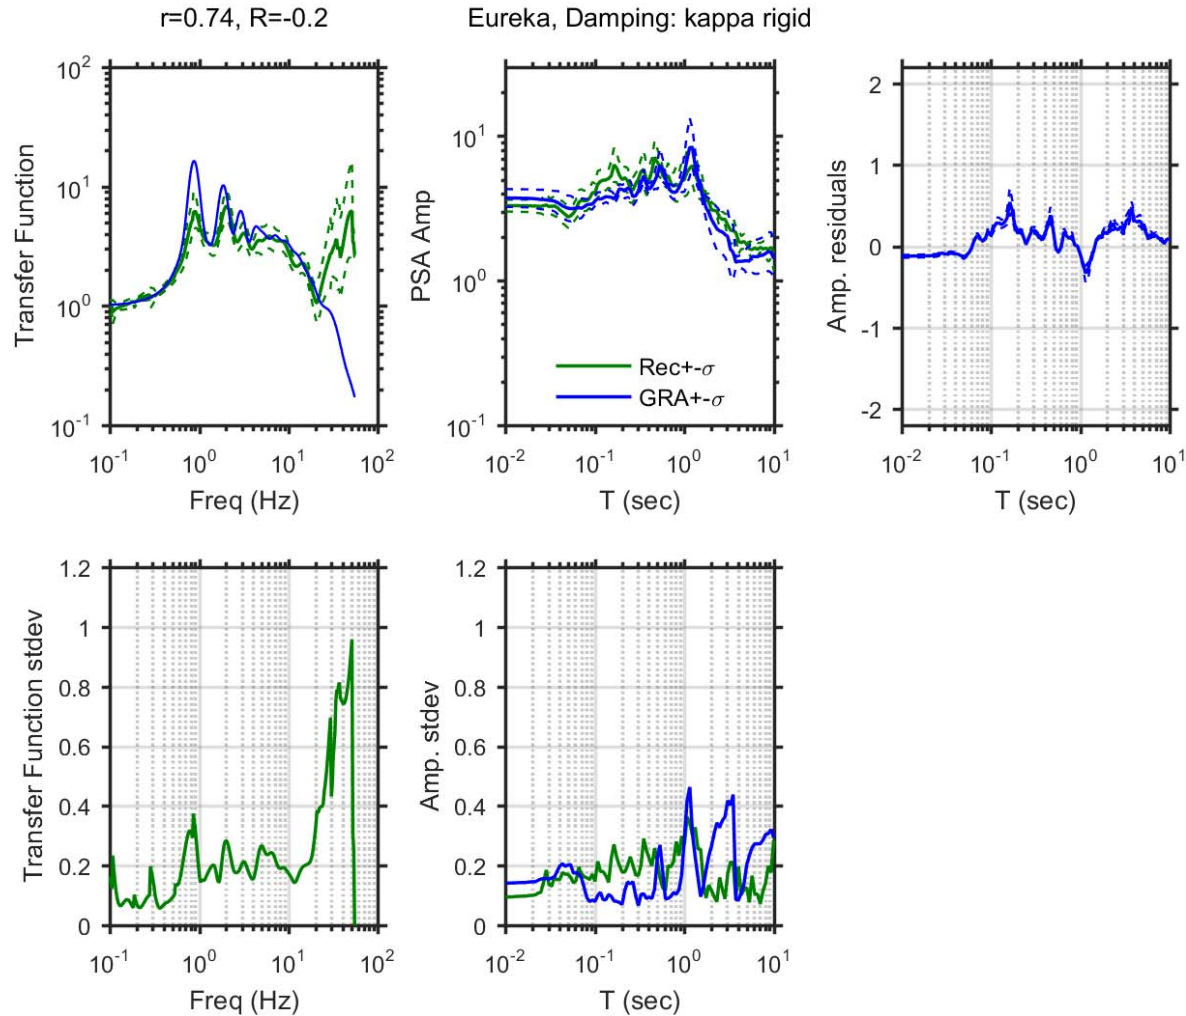 r=0.74, R=-0.2
Eureka, Damping: kappa rigid
Transfer Function
10^2
10^1
10^0
10^-1
10^-1 10^0 10^1 10^2
Freq (Hz)
PSA Amp
10^1
10^0
10^-1
Rec+-σ
GRA+-σ
10^-2 10^-1 10^0 10^1
T (sec)
Amp. residuals
2
1
0
-1
-2
10^-2 10^-1 10^0 10^1
T (sec)
Transfer Function stdev
1.2
1
0.8
0.6
0.4
0.2
0
10^-1 10^0 10^1 10^2
Freq (Hz)
Amp. stdev
1.2
1
0.8
0.6
0.4
0.2
0
10^-2 10^-1 10^0 10^1
T (sec)